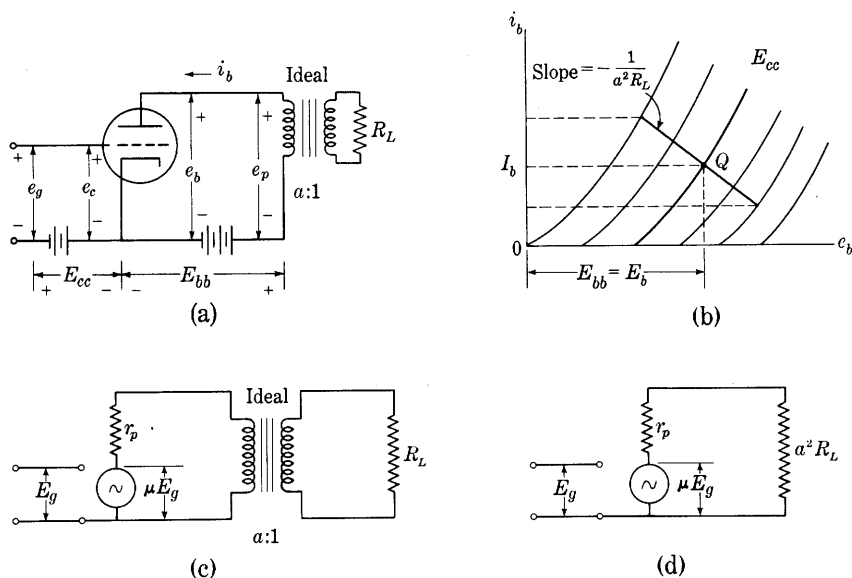 i_b
Ideal
+
+
+
+
R_L
e_g
e_c
e_b
e_p
a:1
−
−
−
−
E_cc
E_bb
+
−
−
+
(a)
i_b
E_cc
Slope = − 1/(a²R_L)
Q
I_b
0
e_b
E_bb = E_b
(b)
Ideal
r_p
R_L
E_g
~
μE_g
a:1
(c)
r_p
a²R_L
E_g
~
μE_g
(d)